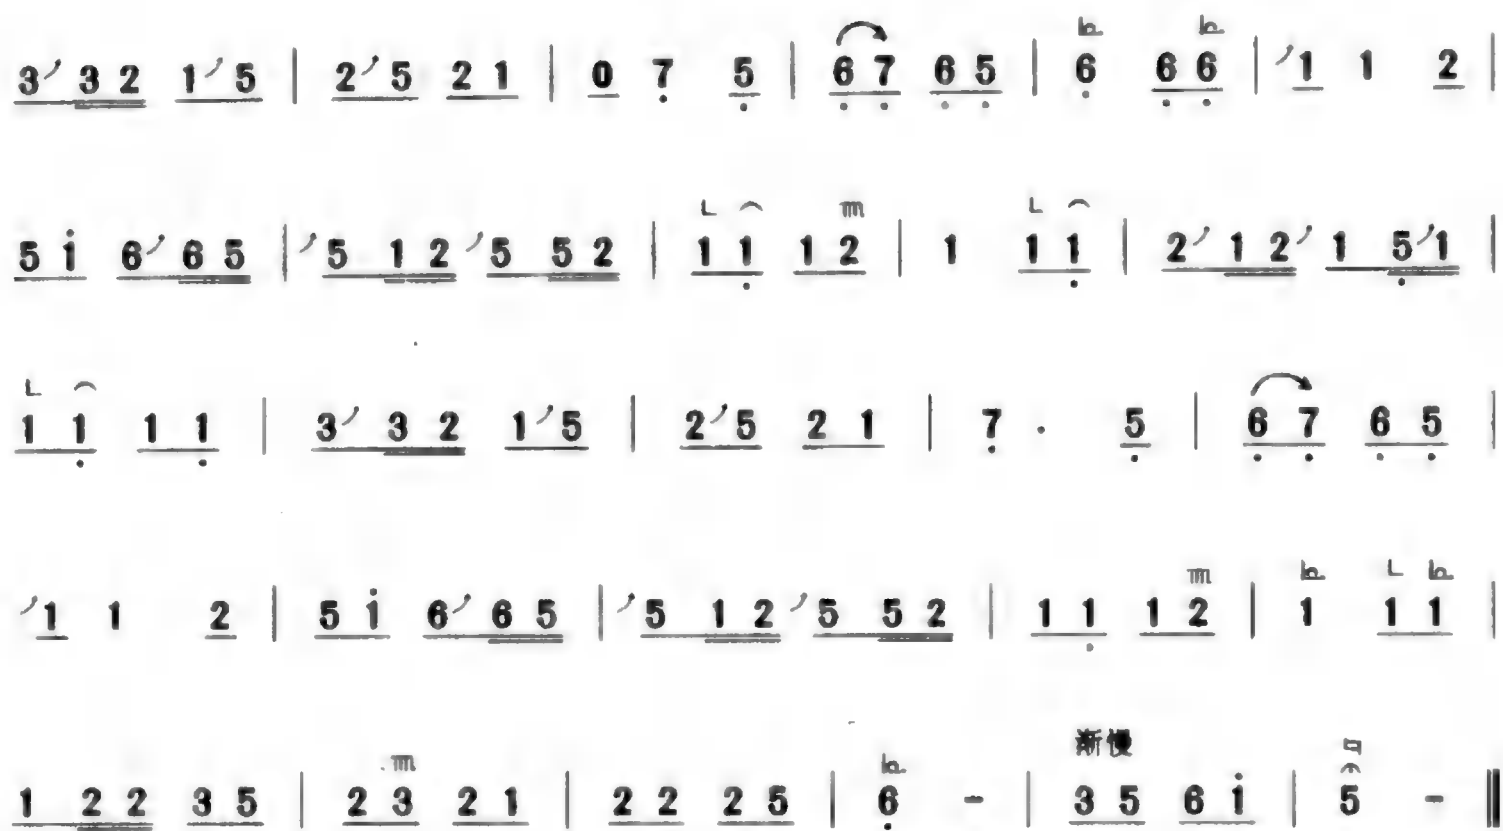 3 3 2 1 5 | 2 5 2 1 | 0 7 5 | 6 7 6 5 | 6 6 6 | 1 1 2 |
5 i 6 6 5 | 5 1 2 5 5 2 | 1 1 1 2 | 1 1 1 | 2 1 2 1 5 1 |
1 1 1 1 | 3 3 2 1 5 | 2 5 2 1 | 7 · 5 | 6 7 6 5 |
1 1 2 | 5 i 6 6 5 | 5 1 2 5 5 2 | 1 1 1 2 | 1 1 1 |
渐慢
1 2 2 3 5 | 2 3 2 1 | 2 2 2 5 | 6 - | 3 5 6 i | 5 - ‖